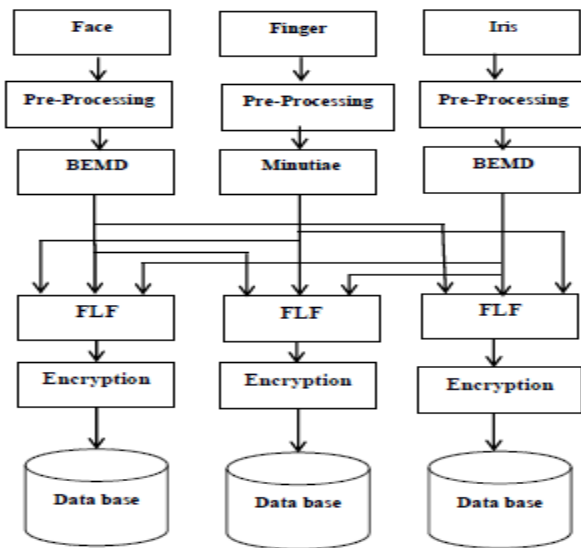 Face
Finger
Iris
Pre-Processing
Pre-Processing
Pre-Processing
BEMD
Minutiae
BEMD
FLF
FLF
FLF
Encryption
Encryption
Encryption
Data base
Data base
Data base